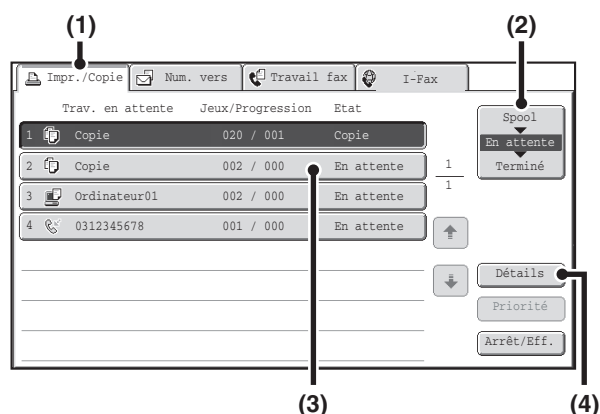 (1) (2)
Impr./Copie Num. vers Travail fax I-Fax
Trav. en attente Jeux/Progression Etat
Spool
1 Copie 020 / 001 Copie
En attente
2 Copie 002 / 000 En attente 1
Terminé
3 Ordinateur01 002 / 000 En attente 1
4 0312345678 001 / 000 En attente
Détails
Priorité
Arrêt/Eff.
(3) (4)